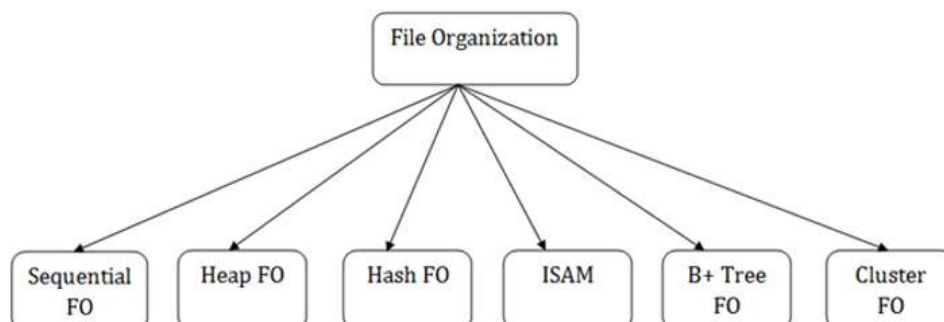 File Organization
Sequential
FO
Heap FO
Hash FO
ISAM
B+ Tree
FO
Cluster
FO